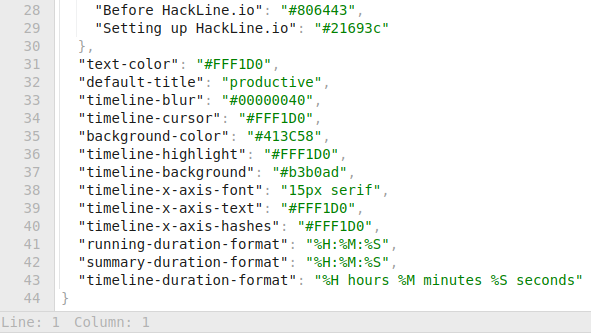 28 "Before HackLine.io": "#806443",
29 "Setting up HackLine.io": "#21693c"
30 },
31 "text-color": "#FFF1D0",
32 "default-title": "productive",
33 "timeline-blur": "#00000040",
34 "timeline-cursor": "#FFF1D0",
35 "background-color": "#413C58",
36 "timeline-highlight": "#FFF1D0",
37 "timeline-background": "#b3b0ad",
38 "timeline-x-axis-font": "15px serif",
39 "timeline-x-axis-text": "#FFF1D0",
40 "timeline-x-axis-hashes": "#FFF1D0",
41 "running-duration-format": "%H:%M:%S",
42 "summary-duration-format": "%H:%M:%S",
43 "timeline-duration-format": "%H hours %M minutes %S seconds"
44 }
Line: 1 Column: 1